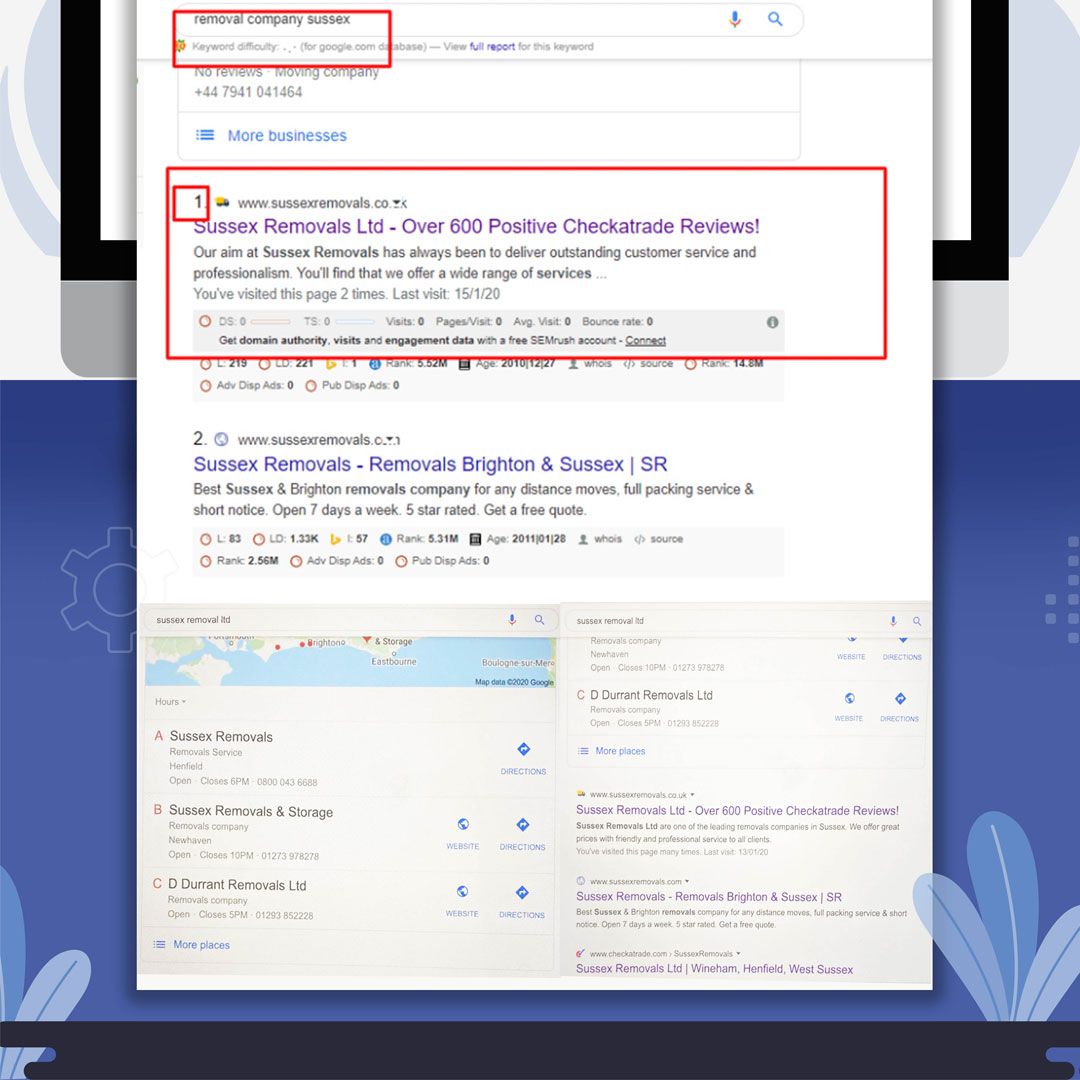 removal company sussex
Keyword difficulty: (for google.com database) — View full report for this keyword
No reviews · Moving company
+44 7941 041464
More businesses
1. www.sussexremovals.co.
Sussex Removals Ltd - Over 600 Positive Checkatrade Reviews!
Our aim at Sussex Removals has always been to deliver outstanding customer service and
professionalism. You'll find that we offer a wide range of services ...
You've visited this page 2 times. Last visit: 15/1/20
DS: 0 TS: 0 Visits: 0 Pages/Visit: 0 Avg. Visit: 0 Bounce rate: 0
Get domain authority, visits and engagement data with a free SEMrush account - Connect
L: 219 LD: 221 I: 1 Rank: 5.52M Age: 2010|12|27 whois source Rank: 14.8M
Adv Disp Ads: 0 Pub Disp Ads: 0
2. www.sussexremovals.c
Sussex Removals - Removals Brighton & Sussex | SR
Best Sussex & Brighton removals company for any distance moves, full packing service &
short notice. Open 7 days a week. 5 star rated. Get a free quote.
L: 83 LD: 1.33K I: 57 Rank: 5.31M Age: 2011|01|28 whois source
Rank: 2.56M Adv Disp Ads: 0 Pub Disp Ads: 0
sussex removal ltd
Portsmouth
Brighton & Storage
Eastbourne
Boulogne-sur-Mer
Map data ©2020 Google
Hours
A Sussex Removals
Removals Service
Henfield
Open · Closes 6PM · 0800 043 6688
DIRECTIONS
B Sussex Removals & Storage
Removals company
Newhaven
Open · Closes 10PM · 01273 978278
WEBSITE DIRECTIONS
C D Durrant Removals Ltd
Removals company
Open · Closes 5PM · 01293 852228
WEBSITE DIRECTIONS
More places
sussex removal ltd
Removals company
Newhaven
Open · Closes 10PM · 01273 978278
WEBSITE DIRECTIONS
C D Durrant Removals Ltd
Removals company
Open · Closes 5PM · 01293 852228
WEBSITE DIRECTIONS
More places
www.sussexremovals.co.uk
Sussex Removals Ltd - Over 600 Positive Checkatrade Reviews!
Sussex Removals Ltd are one of the leading removals companies in Sussex. We offer great
prices with friendly and professional service to all clients.
You've visited this page many times. Last visit: 13/01/20
www.sussexremovals.com
Sussex Removals - Removals Brighton & Sussex | SR
Best Sussex & Brighton removals company for any distance moves, full packing service & short
notice. Open 7 days a week. 5 star rated. Get a free quote.
www.checkatrade.com › SussexRemovals
Sussex Removals Ltd | Wineham, Henfield, West Sussex